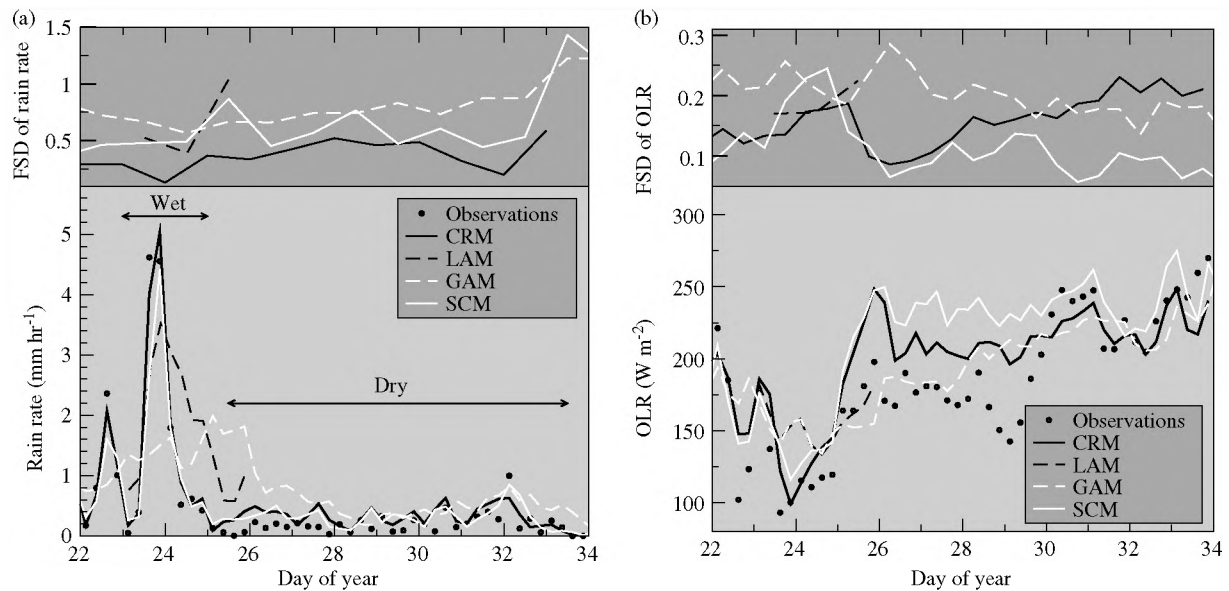 (a)
1.5
1
0.5
FSD of rain rate
Wet
Observations
CRM
LAM
GAM
SCM
5
4
3
2
1
0
Rain rate (mm hr-1)
Dry
22 24 26 28 30 32 34
Day of year
(b)
0.3
0.2
0.1
FSD of OLR
300
250
200
150
100
OLR (W m-2)
Observations
CRM
LAM
GAM
SCM
22 24 26 28 30 32 34
Day of year